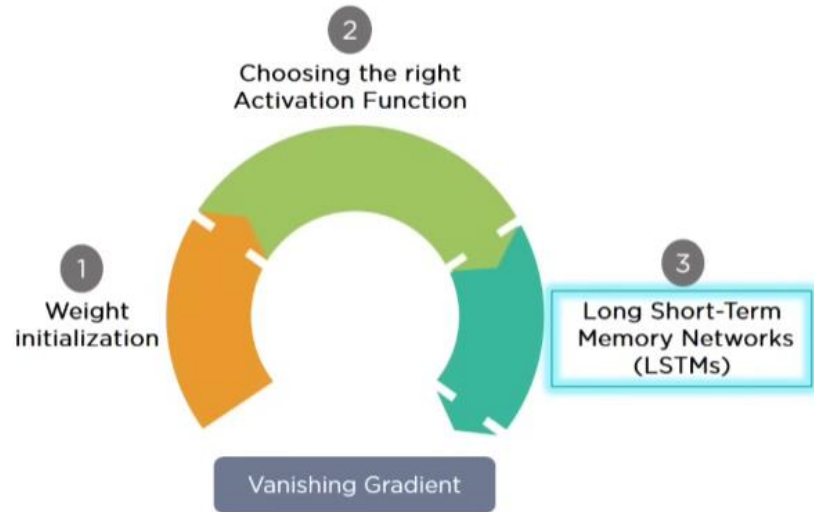 1
Weight
initialization
2
Choosing the right
Activation Function
3
Long Short-Term
Memory Networks
(LSTMs)
Vanishing Gradient